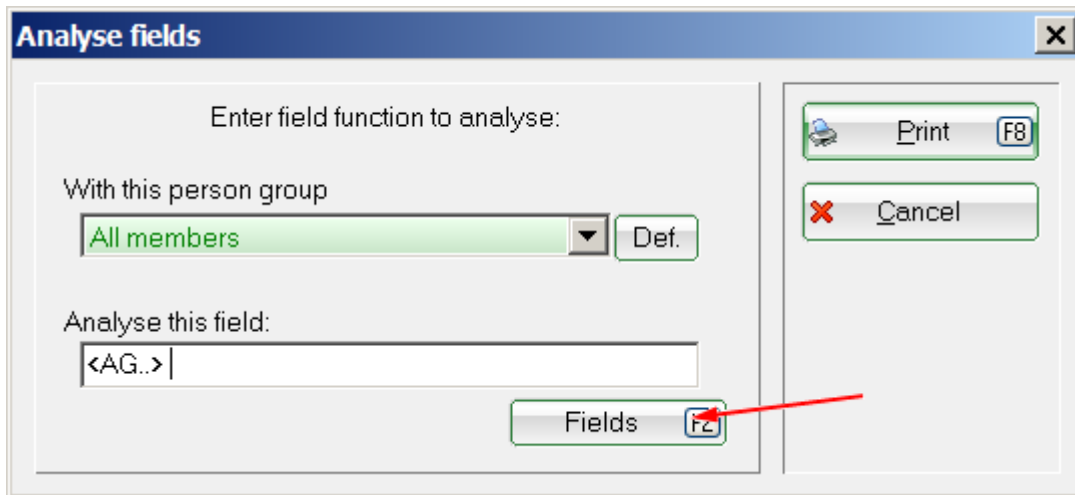 Analyse fields
Enter field function to analyse:
With this person group
All members
Def.
Analyse this field:
<AG..>
Fields F2
Print F8
Cancel